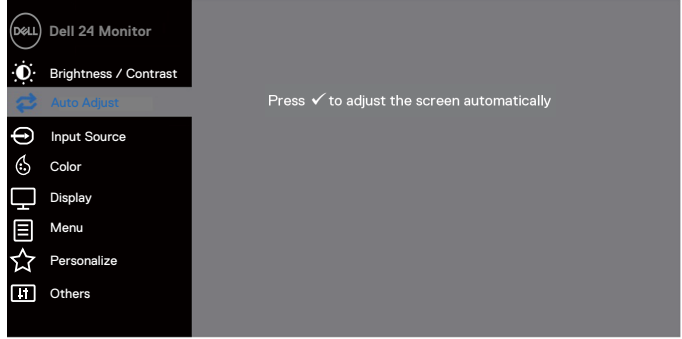 DELL Dell 24 Monitor
Brightness / Contrast
Auto Adjust
Press ✓ to adjust the screen automatically
Input Source
Color
Display
Menu
Personalize
Others